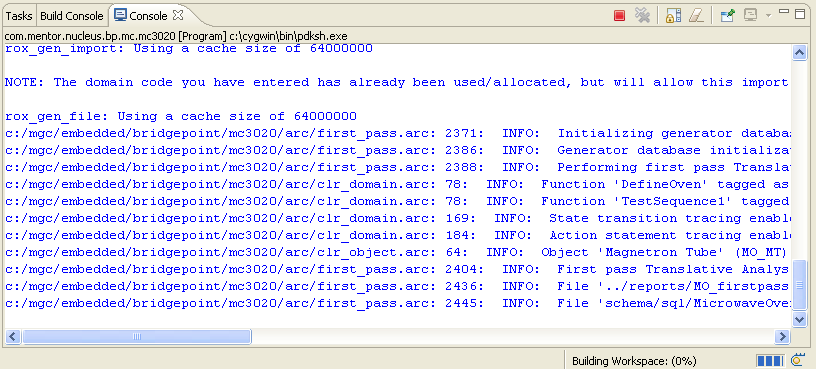 Tasks Build Console Console
com.mentor.nucleus.bp.mc.mc3020 [Program] c:\cygwin\bin\pdksh.exe
rox_gen_import: Using a cache size of 64000000
NOTE: The domain code you have entered has already been used/allocated, but will allow this import
rox_gen_file: Using a cache size of 64000000
c:/mgc/embedded/bridgepoint/mc3020/arc/first_pass.arc: 2371: INFO: Initializing generator databas
c:/mgc/embedded/bridgepoint/mc3020/arc/first_pass.arc: 2386: INFO: Generator database initializat
c:/mgc/embedded/bridgepoint/mc3020/arc/first_pass.arc: 2388: INFO: Performing first pass Translat
c:/mgc/embedded/bridgepoint/mc3020/arc/clr_domain.arc: 78: INFO: Function 'DefineOven' tagged as
c:/mgc/embedded/bridgepoint/mc3020/arc/clr_domain.arc: 78: INFO: Function 'TestSequence1' tagged
c:/mgc/embedded/bridgepoint/mc3020/arc/clr_domain.arc: 169: INFO: State transition tracing enable
c:/mgc/embedded/bridgepoint/mc3020/arc/clr_domain.arc: 184: INFO: Action statement tracing enable
c:/mgc/embedded/bridgepoint/mc3020/arc/clr_object.arc: 64: INFO: Object 'Magnetron Tube' (MO_MT)
c:/mgc/embedded/bridgepoint/mc3020/arc/first_pass.arc: 2404: INFO: First pass Translative Analys
c:/mgc/embedded/bridgepoint/mc3020/arc/first_pass.arc: 2436: INFO: File '../reports/MO_firstpass
c:/mgc/embedded/bridgepoint/mc3020/arc/first_pass.arc: 2445: INFO: File 'schema/sql/MicrowaveOve
Building Workspace: (0%)